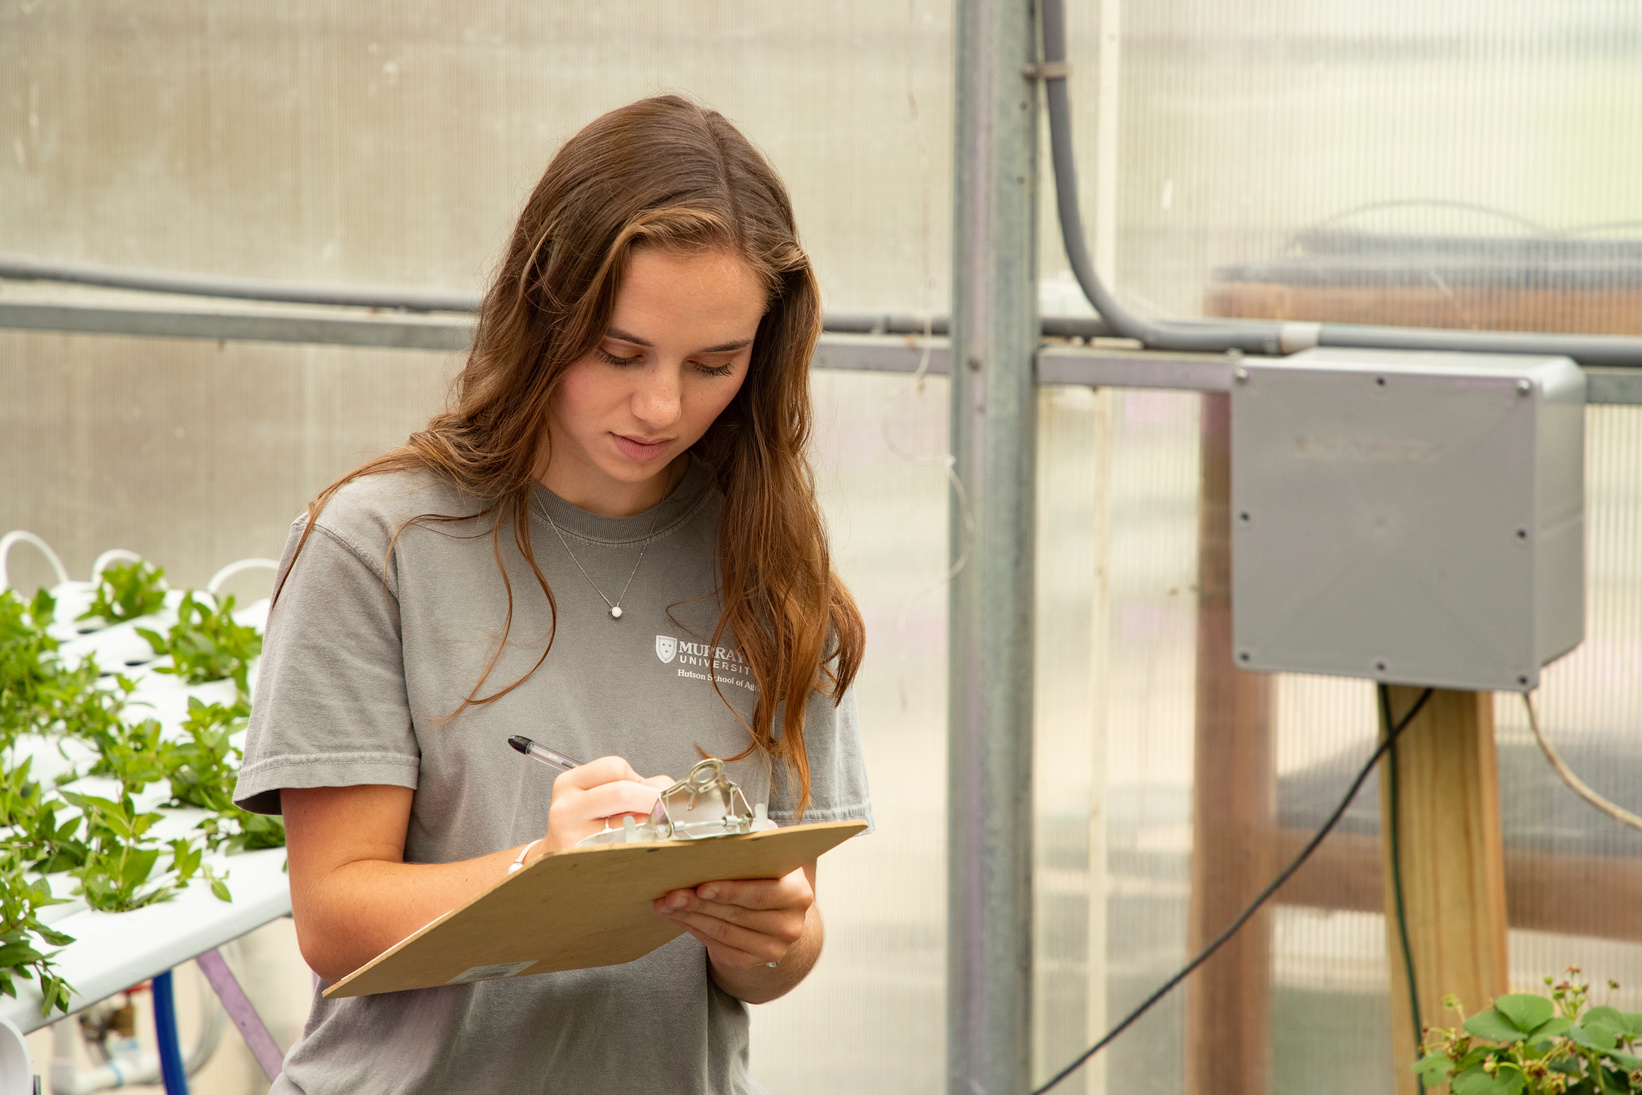 MURRAY
UNIVERSIT
Hutson School of Ag